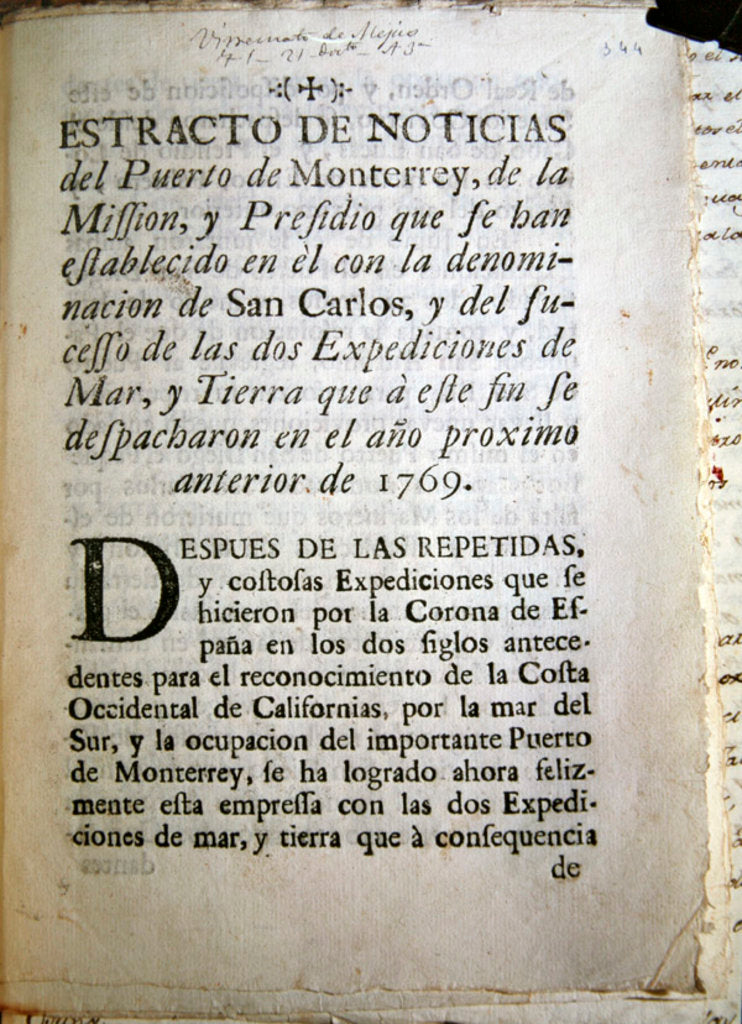 Virreinato de Mejico
344
ESTRACTO DE NOTICIAS
del Puerto de Monterrey, de la
Miſſion, y Preſidio que ſe han
eſtablecido en èl con la denomi-
nacion de San Carlos, y del ſu-
ceſſo de las dos Expediciones de
Mar, y Tierra que à eſte fin ſe
deſpacharon en el año proximo
anterior de 1769.
DESPUES DE LAS REPETIDAS,
y coſtoſas Expediciones que ſe
hicieron por la Corona de Eſ-
paña en los dos ſiglos antece-
dentes para el reconocimiento de la Coſta
Occidental de Californias, por la mar del
Sur, y la ocupacion del importante Puerto
de Monterrey, ſe ha logrado ahora feliz-
mente eſta empreſſa con las dos Expedi-
ciones de mar, y tierra que à conſequencia
de